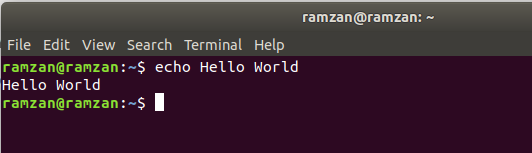 ramzan@ramzan: ~
File Edit View Search Terminal Help
ramzan@ramzan:~$ echo Hello World
Hello World
ramzan@ramzan:~$